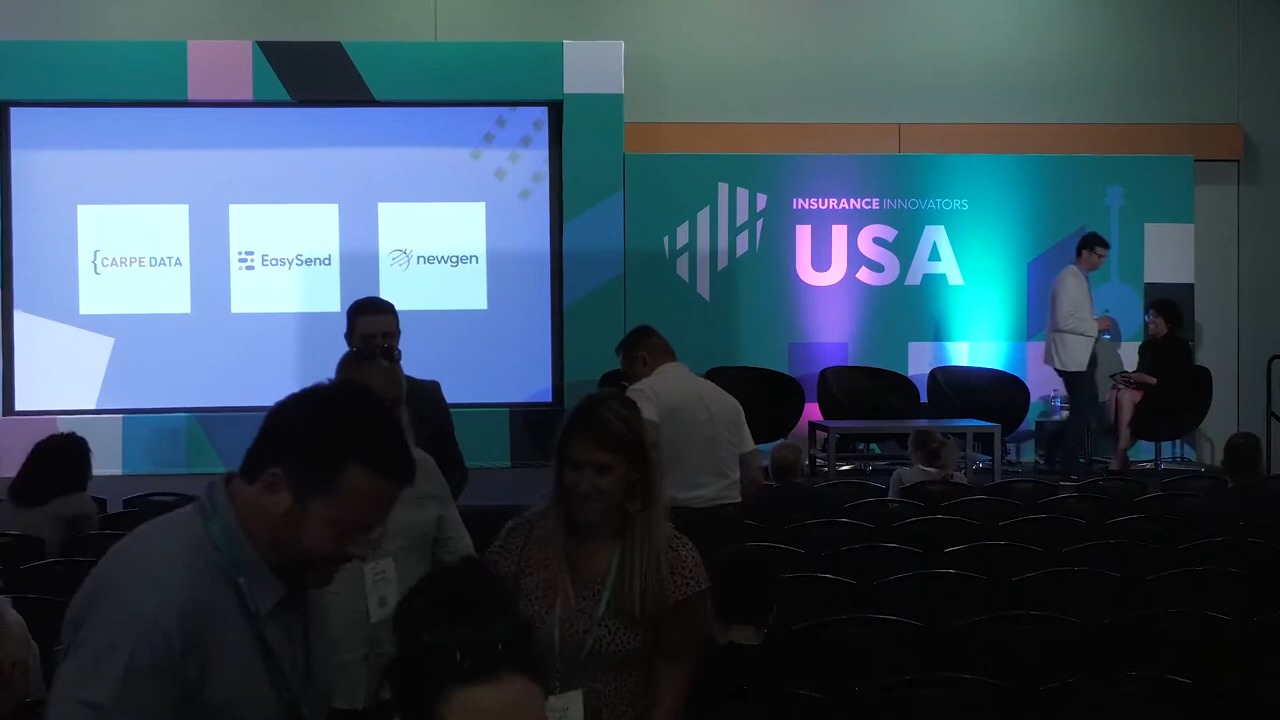 {CARPE DATA
EasySend
newgen
INSURANCE INNOVATORS
USA